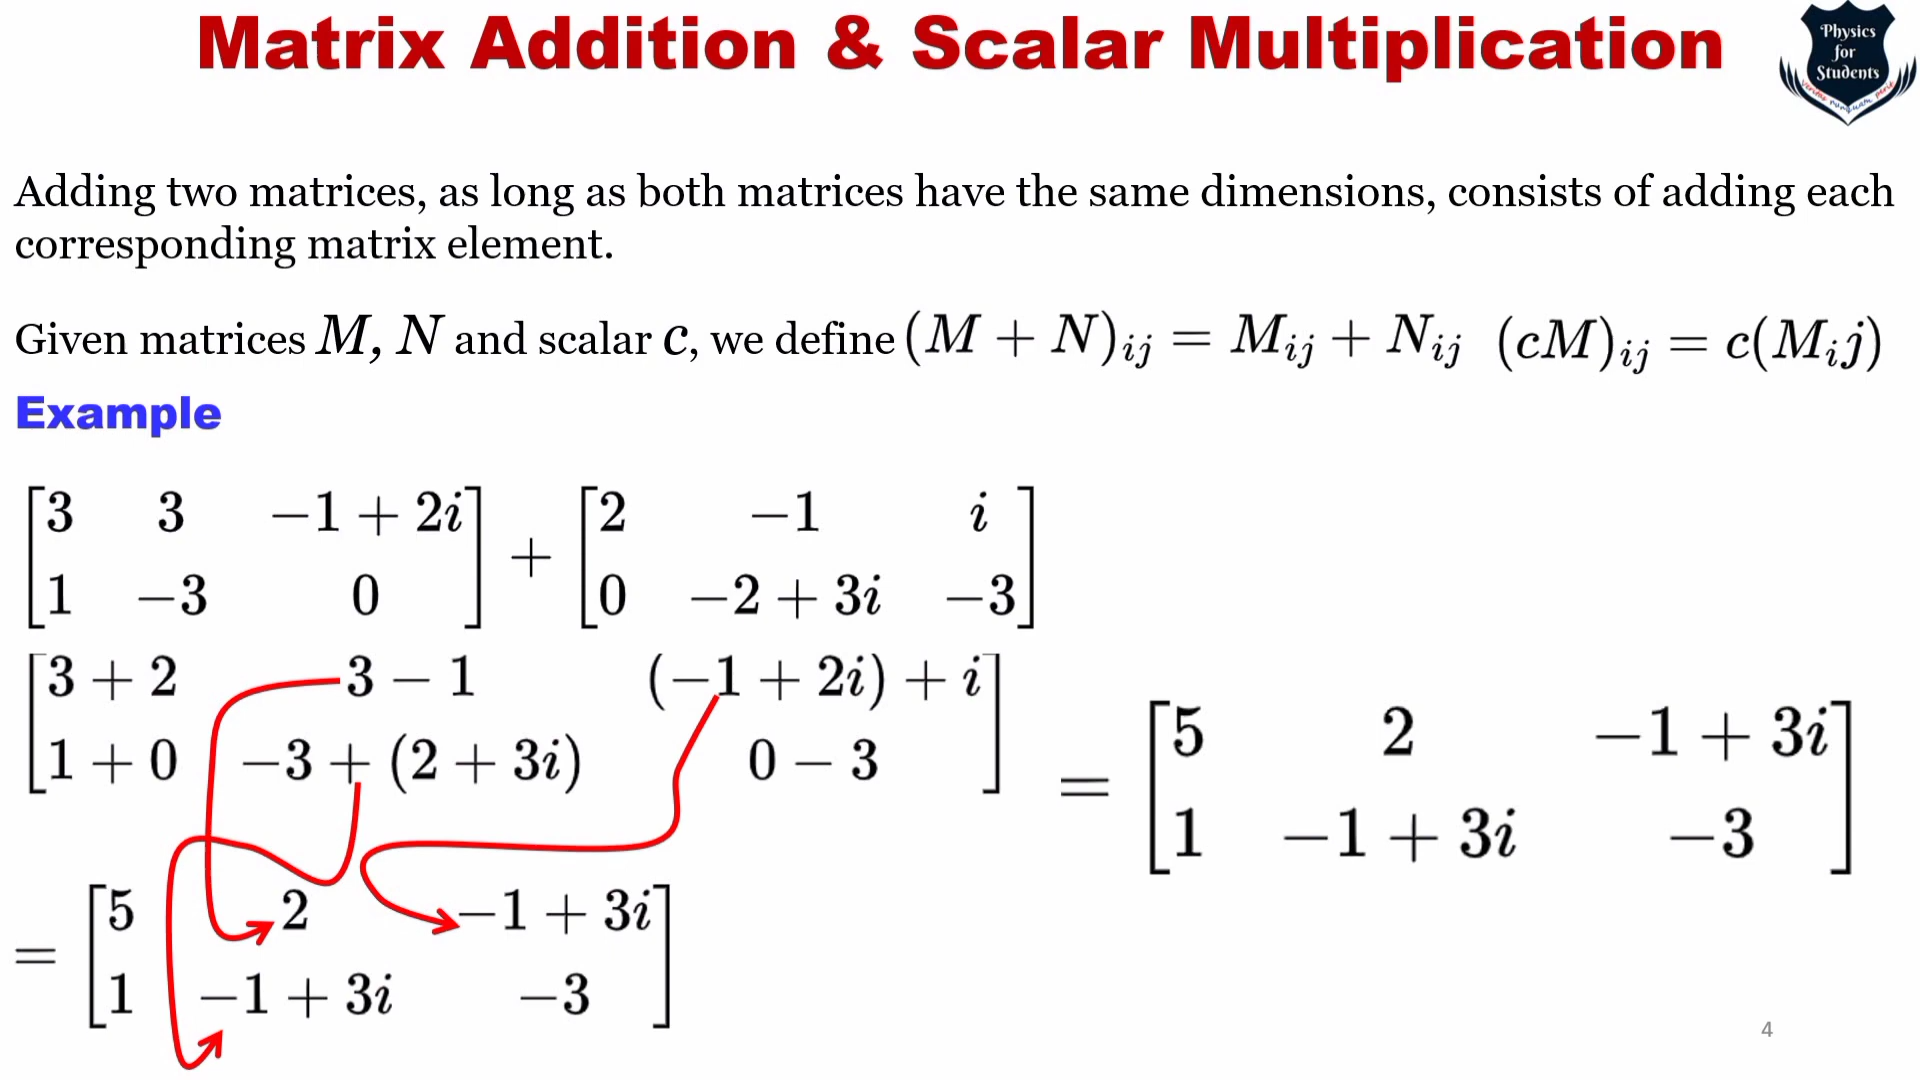 Matrix Addition & Scalar Multiplication
Physics
for
Students
Adding two matrices, as long as both matrices have the same dimensions, consists of adding each
corresponding matrix element.
Given matrices M, N and scalar c, we define (M + N)ij = Mij + Nij (cM)ij = c(Mij)
Example
[3 3 −1 + 2i] + [2 −1 i]
[1 −3 0] [0 −2 + 3i −3]
[3 + 2 3 − 1 (−1 + 2i) + i]
[1 + 0 −3 + (2 + 3i) 0 − 3]
= [5 2 −1 + 3i]
[1 −1 + 3i −3]
= [5 2 −1 + 3i]
[1 −1 + 3i −3]
4